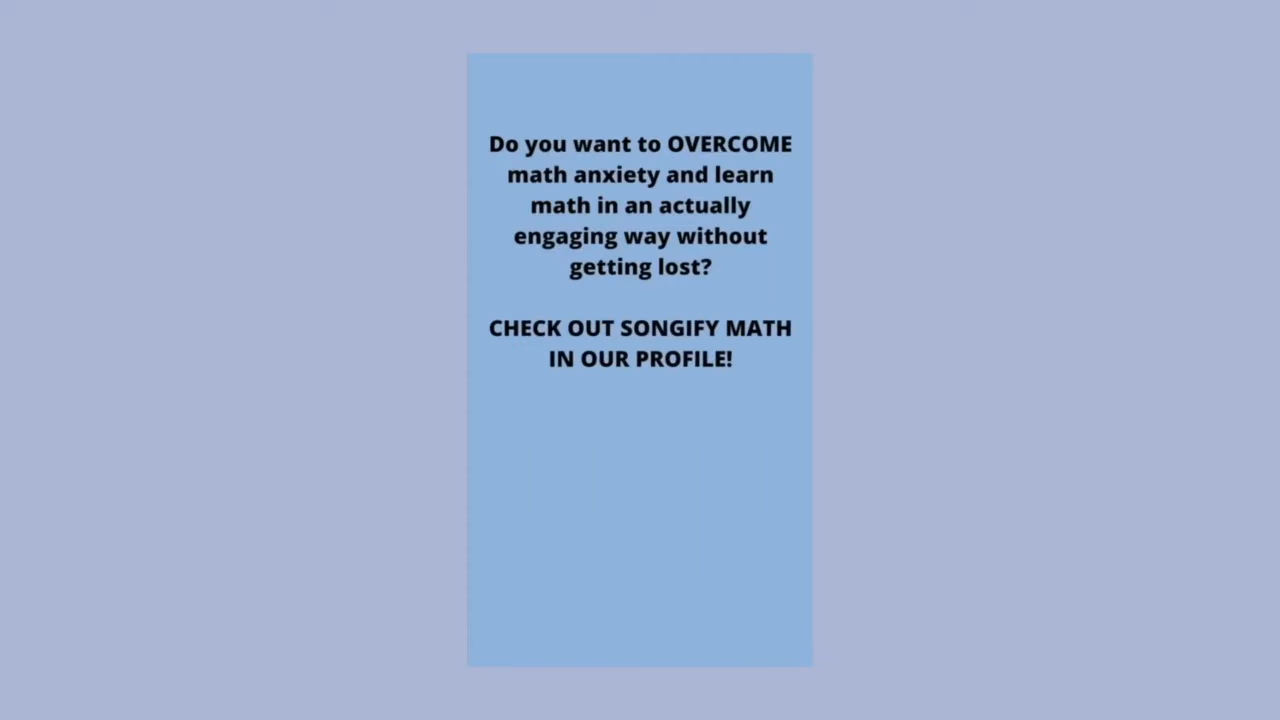 Do you want to OVERCOME
math anxiety and learn
math in an actually
engaging way without
getting lost?
CHECK OUT SONGIFY MATH
IN OUR PROFILE!